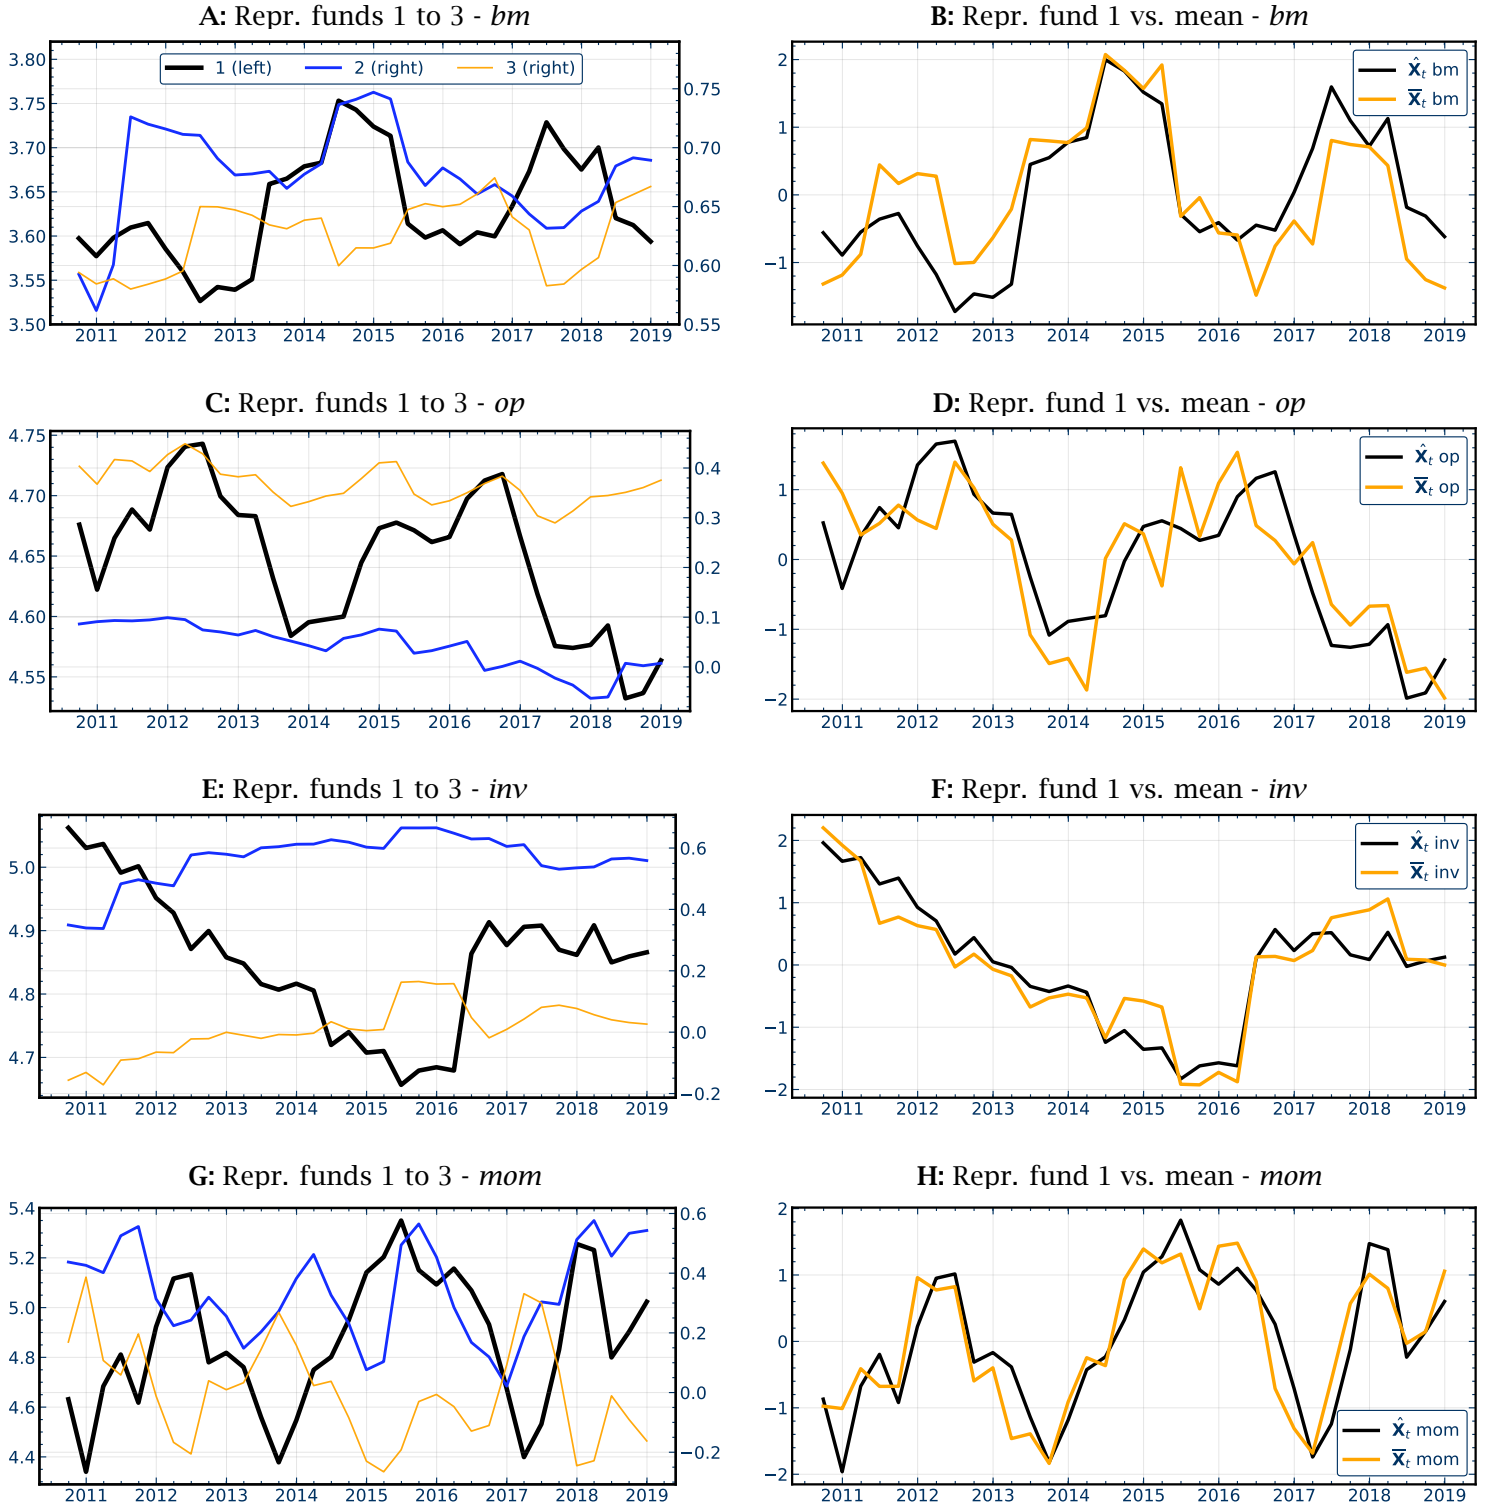 A: Repr. funds 1 to 3 - bm
1 (left) 2 (right) 3 (right)
3.80
3.75
3.70
3.65
3.60
3.55
3.50
0.75
0.70
0.65
0.60
0.55
2011 2012 2013 2014 2015 2016 2017 2018 2019
B: Repr. fund 1 vs. mean - bm
X̂t bm
X̅t bm
2
1
0
−1
2011 2012 2013 2014 2015 2016 2017 2018 2019
C: Repr. funds 1 to 3 - op
4.75
4.70
4.65
4.60
4.55
0.4
0.3
0.2
0.1
0.0
2011 2012 2013 2014 2015 2016 2017 2018 2019
D: Repr. fund 1 vs. mean - op
X̂t op
X̅t op
1
0
−1
−2
2011 2012 2013 2014 2015 2016 2017 2018 2019
E: Repr. funds 1 to 3 - inv
5.0
4.9
4.8
4.7
0.6
0.4
0.2
0.0
−0.2
2011 2012 2013 2014 2015 2016 2017 2018 2019
F: Repr. fund 1 vs. mean - inv
X̂t inv
X̅t inv
2
1
0
−1
−2
2011 2012 2013 2014 2015 2016 2017 2018 2019
G: Repr. funds 1 to 3 - mom
5.4
5.2
5.0
4.8
4.6
4.4
0.6
0.4
0.2
0.0
−0.2
2011 2012 2013 2014 2015 2016 2017 2018 2019
H: Repr. fund 1 vs. mean - mom
2
1
0
−1
−2
X̂t mom
X̅t mom
2011 2012 2013 2014 2015 2016 2017 2018 2019